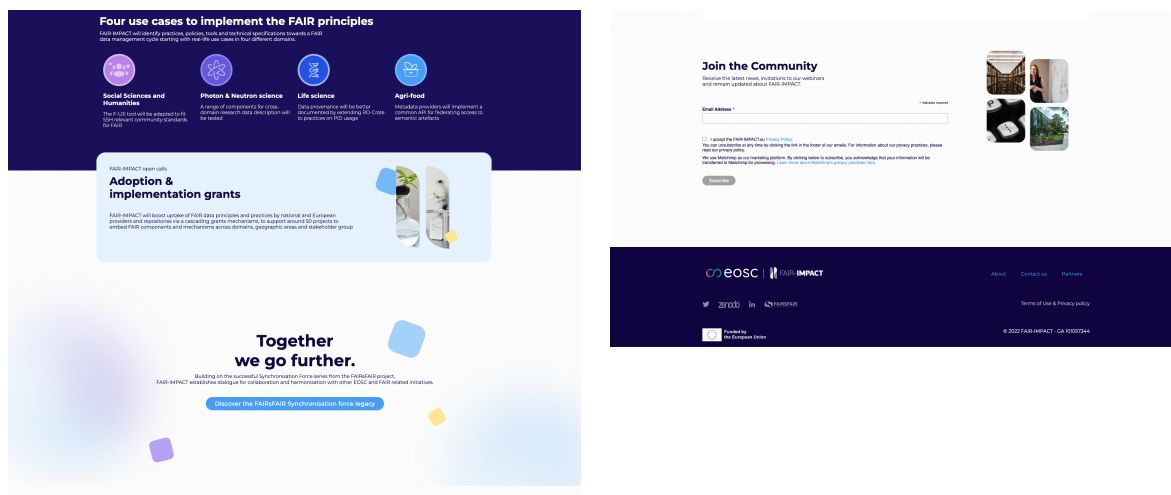 Four use cases to implement the FAIR principles
FAIR-IMPACT will identify practices, policies, tools and technical specifications towards a FAIR
data management cycle starting with real-life use cases in four different domains.
Social Sciences and
Humanities
The F-UJI tool will be adapted to fit
SSH relevant community standards
for FAIR
Photon & Neutron science
A range of components for cross-
domain research data description will
be tested
Life science
Data provenance will be better
documented by extending RO-Crate
to practices on PID usage
Agri-food
Metadata providers will implement a
common API for federating access to
semantic artefacts
FAIR-IMPACT open calls
Adoption &
implementation grants
FAIR-IMPACT will boost uptake of FAIR data principles and practices by national and European
providers and repositories via a cascading grants mechanisms, to support around 50 projects to
embed FAIR components and mechanisms across domains, geographic areas and stakeholder group
Together
we go further.
Building on the successful Synchronisation Force series from the FAIRsFAIR project,
FAIR-IMPACT establishes dialogue for collaboration and harmonisation with other EOSC and FAIR related initiatives.
Discover the FAIRsFAIR Synchronisation force legacy
Join the Community
Receive the latest news, invitations to our webinars
and remain updated about FAIR-IMPACT.
* indicates required
Email Address *
I accept the FAIR-IMPACT.eu Privacy Policy.
You can unsubscribe at any time by clicking the link in the footer of our emails. For information about our privacy practices, please
read our privacy policy.
We use Mailchimp as our marketing platform. By clicking below to subscribe, you acknowledge that your information will be
transferred to Mailchimp for processing. Learn more about Mailchimp's privacy practices here.
Subscribe
eosc | FAIR-IMPACT
About Contact us Partners
zenodo in FAIRSFAIR
Terms of Use & Privacy policy
Funded by
the European Union
© 2022 FAIR-IMPACT - GA 101057344